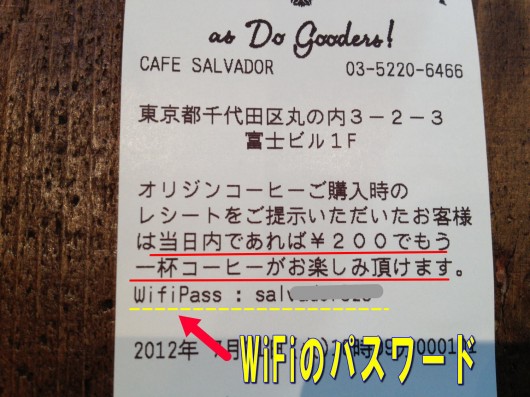 as Do Gooders!
CAFE SALVADOR 03-5220-6466
東京都千代田区丸の内3-2-3
富士ビル1F
オリジンコーヒーご購入時の
レシートをご提示いただいたお客様
は当日内であれば¥200でもう
一杯コーヒーがお楽しみ頂けます。
WifiPass :
2012年 7月
WiFiのパスワード